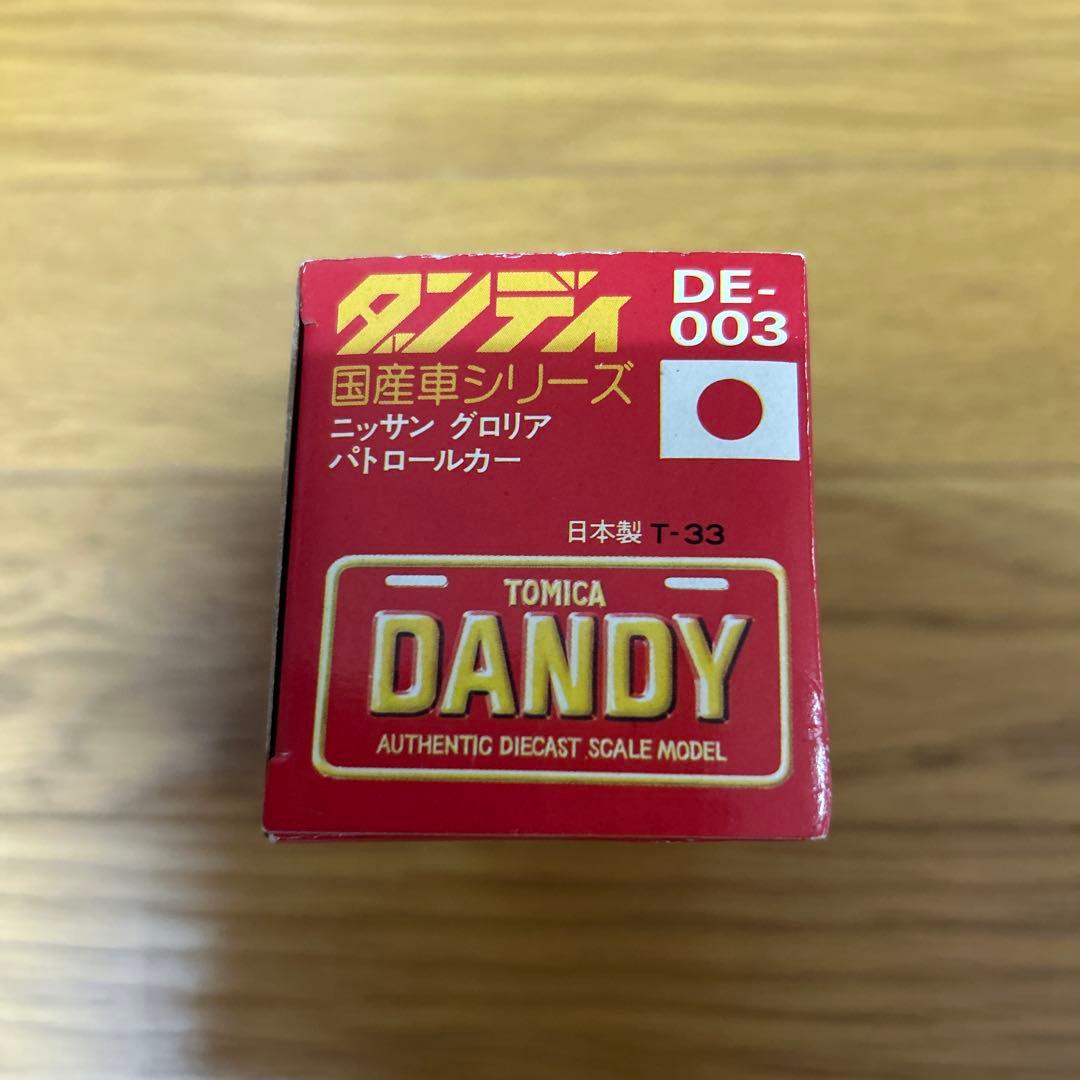 ダンディ
DE-
003
国産車シリーズ
ニッサン グロリア
パトロールカー
日本製 T-33
TOMICA
DANDY
AUTHENTIC DIECAST SCALE MODEL